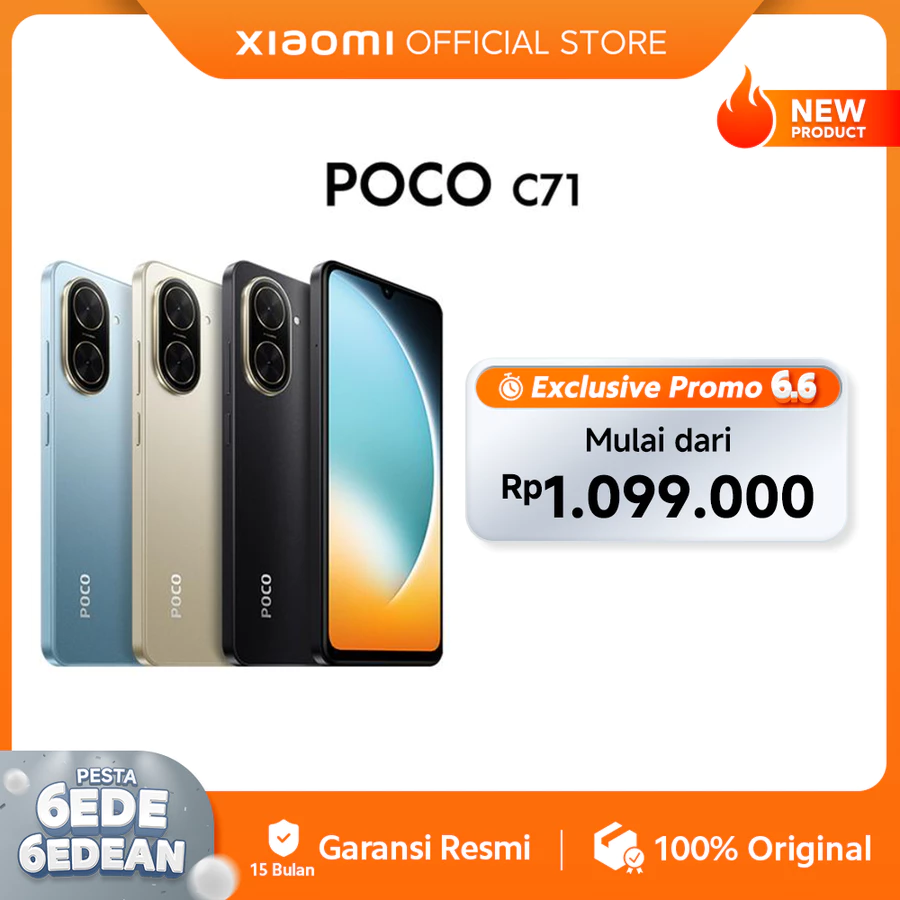 xiaomi OFFICIAL STORE
NEW
PRODUCT
POCO C71
POCO
POCO
POCO
Exclusive Promo 6.6
Mulai dari
Rp1.099.000
PESTA
6EDE
6EDEAN
15 Bulan
Garansi Resmi
100% Original